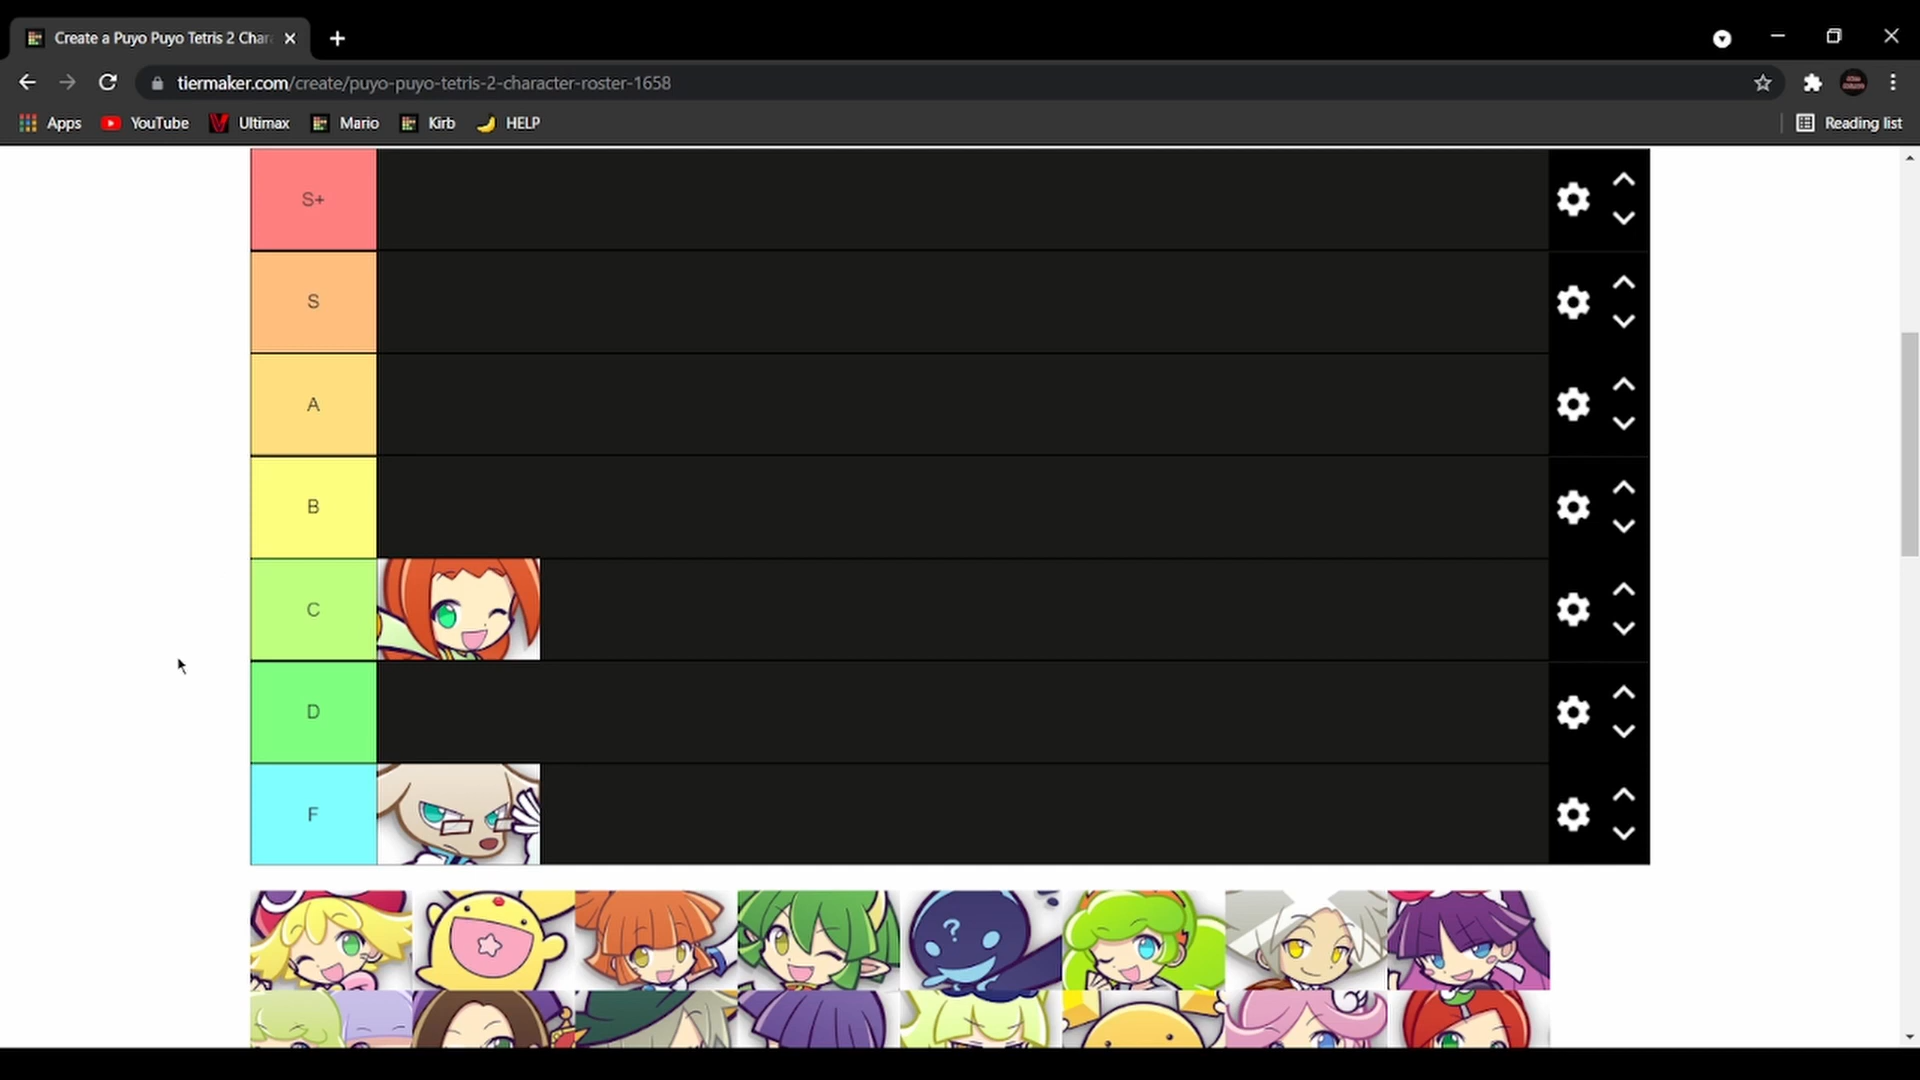 Create a Puyo Puyo Tetris 2 Char
tiermaker.com/create/puyo-puyo-tetris-2-character-roster-1658
Apps YouTube Ultimax Mario Kirb HELP Reading list
S+
S
A
B
C
D
F
?